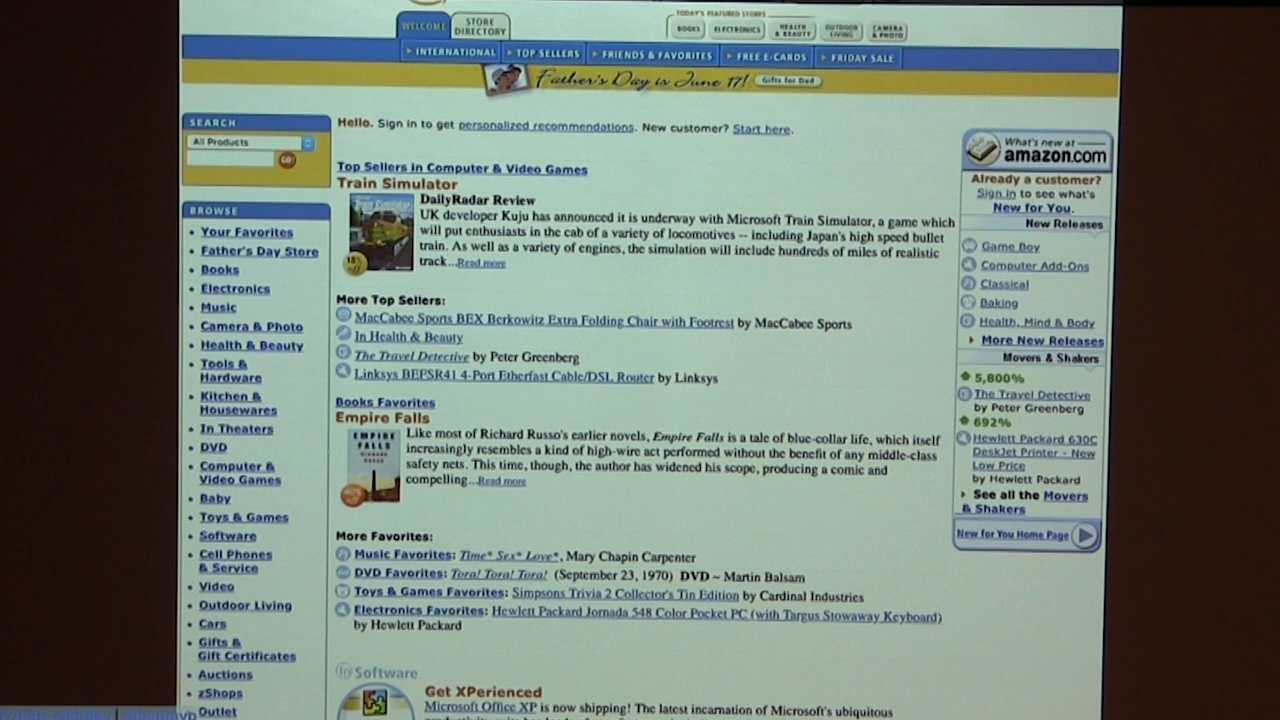 WELCOME
STORE DIRECTORY
TODAY'S FEATURED STORES
BOOKS
ELECTRONICS
HEALTH & BEAUTY
OUTDOOR LIVING
CAMERA & PHOTO
INTERNATIONAL
TOP SELLERS
FRIENDS & FAVORITES
FREE E-CARDS
FRIDAY SALE
Father's Day is June 17!
Gifts for Dad
SEARCH
All Products
GO!
BROWSE
Your Favorites
Father's Day Store
Books
Electronics
Music
Camera & Photo
Health & Beauty
Tools &
Hardware
Kitchen &
Housewares
In Theaters
DVD
Computer &
Video Games
Baby
Toys & Games
Software
Cell Phones
& Service
Video
Outdoor Living
Cars
Gifts &
Gift Certificates
Auctions
zShops
Outlet
Hello. Sign in to get personalized recommendations. New customer? Start here.
Top Sellers in Computer & Video Games
Train Simulator
DailyRadar Review
UK developer Kuju has announced it is underway with Microsoft Train Simulator, a game which
will put enthusiasts in the cab of a variety of locomotives -- including Japan's high speed bullet
train. As well as a variety of engines, the simulation will include hundreds of miles of realistic
track...Read more
More Top Sellers:
MacCabee Sports BEX Berkowitz Extra Folding Chair with Footrest by MacCabee Sports
In Health & Beauty
The Travel Detective by Peter Greenberg
Linksys BEFSR41 4-Port Etherfast Cable/DSL Router by Linksys
Books Favorites
Empire Falls
EMPIRE
FALLS
Like most of Richard Russo's earlier novels, Empire Falls is a tale of blue-collar life, which itself
increasingly resembles a kind of high-wire act performed without the benefit of any middle-class
safety nets. This time, though, the author has widened his scope, producing a comic and
compelling...Read more
More Favorites:
Music Favorites: Time* Sex* Love*, Mary Chapin Carpenter
DVD Favorites: Tora! Tora! Tora! (September 23, 1970) DVD ~ Martin Balsam
Toys & Games Favorites: Simpsons Trivia 2 Collector's Tin Edition by Cardinal Industries
Electronics Favorites: Hewlett Packard Jornada 548 Color Pocket PC (with Targus Stowaway Keyboard)
by Hewlett Packard
In Software
Get XPerienced
Microsoft Office XP is now shipping! The latest incarnation of Microsoft's ubiquitous
What's new at
amazon.com
Already a customer?
Sign in to see what's
New for You.
New Releases
Game Boy
Computer Add-Ons
Classical
Baking
Health, Mind & Body
More New Releases
Movers & Shakers
5,800%
The Travel Detective
by Peter Greenberg
692%
Hewlett Packard 630C
DeskJet Printer - New
Low Price
by Hewlett Packard
See all the Movers
& Shakers
New for You Home Page